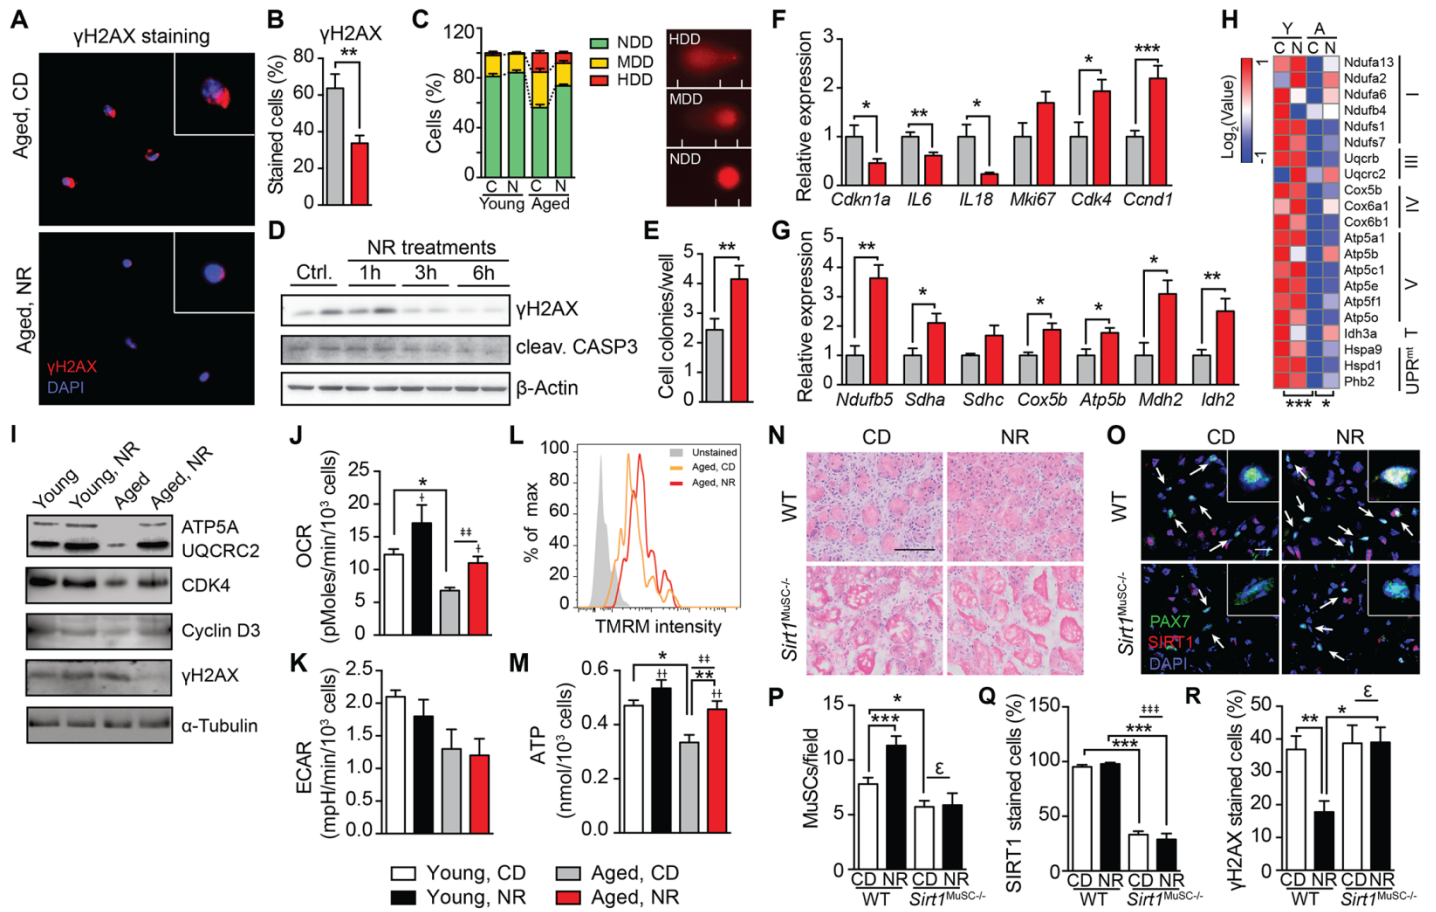 A
γH2AX staining
Aged, CD
Aged, NR
γH2AX
DAPI
B
γH2AX
Stained cells (%)
80
60
40
20
0
**
C
Cells (%)
120
80
40
0
C N C N
Young Aged
NDD
MDD
HDD
HDD
MDD
NDD
D
NR treatments
Ctrl. 1h 3h 6h
γH2AX
cleav. CASP3
β-Actin
E
Cell colonies/well
5
4
3
2
1
0
**
F
Relative expression
3
2
1
0
* ** * * ***
Cdkn1a IL6 IL18 Mki67 Cdk4 Ccnd1
G
Relative expression
5
4
3
2
1
0
** * * * * **
Ndufb5 Sdha Sdhc Cox5b Atp5b Mdh2 Idh2
H
Log2(Value)
1
-1
Y A
C N C N
Ndufa13
Ndufa2
Ndufa6
Ndufb4
Ndufs1
Ndufs7
Uqcrb
Uqcrc2
Cox5b
Cox6a1
Cox6b1
Atp5a1
Atp5b
Atp5c1
Atp5e
Atp5f1
Atp5o
Idh3a
Hspa9
Hspd1
Phb2
I
III
IV
V
T
UPRmt
*** *
I
Young
Young, NR
Aged
Aged, NR
ATP5A
UQCRC2
CDK4
Cyclin D3
γH2AX
α-Tubulin
J
OCR
(pMoles/min/10³ cells)
25
20
15
10
5
0
* † ‡‡ †
K
ECAR
(mpH/min/10³ cells)
2.5
2.0
1.5
1.0
0.5
0.0
L
% of max
100
80
60
40
20
0
Unstained
Aged, CD
Aged, NR
TMRM intensity
M
ATP
(nmol/10³ cells)
0.6
0.4
0.2
0.0
* ‡‡ ** †† ††
Young, CD
Young, NR
Aged, CD
Aged, NR
N
CD NR
WT
Sirt1MuSC-/-
O
CD NR
WT
Sirt1MuSC-/-
PAX7
SIRT1
DAPI
P
MuSCs/field
15
10
5
0
* *** ε
CD NR CD NR
WT Sirt1MuSC-/-
Q
SIRT1 stained cells (%)
150
100
50
0
‡‡‡
***
***
CD NR CD NR
WT Sirt1MuSC-/-
R
γH2AX stained cells (%)
50
40
30
20
10
0
** * ε
CD NR CD NR
WT Sirt1MuSC-/-